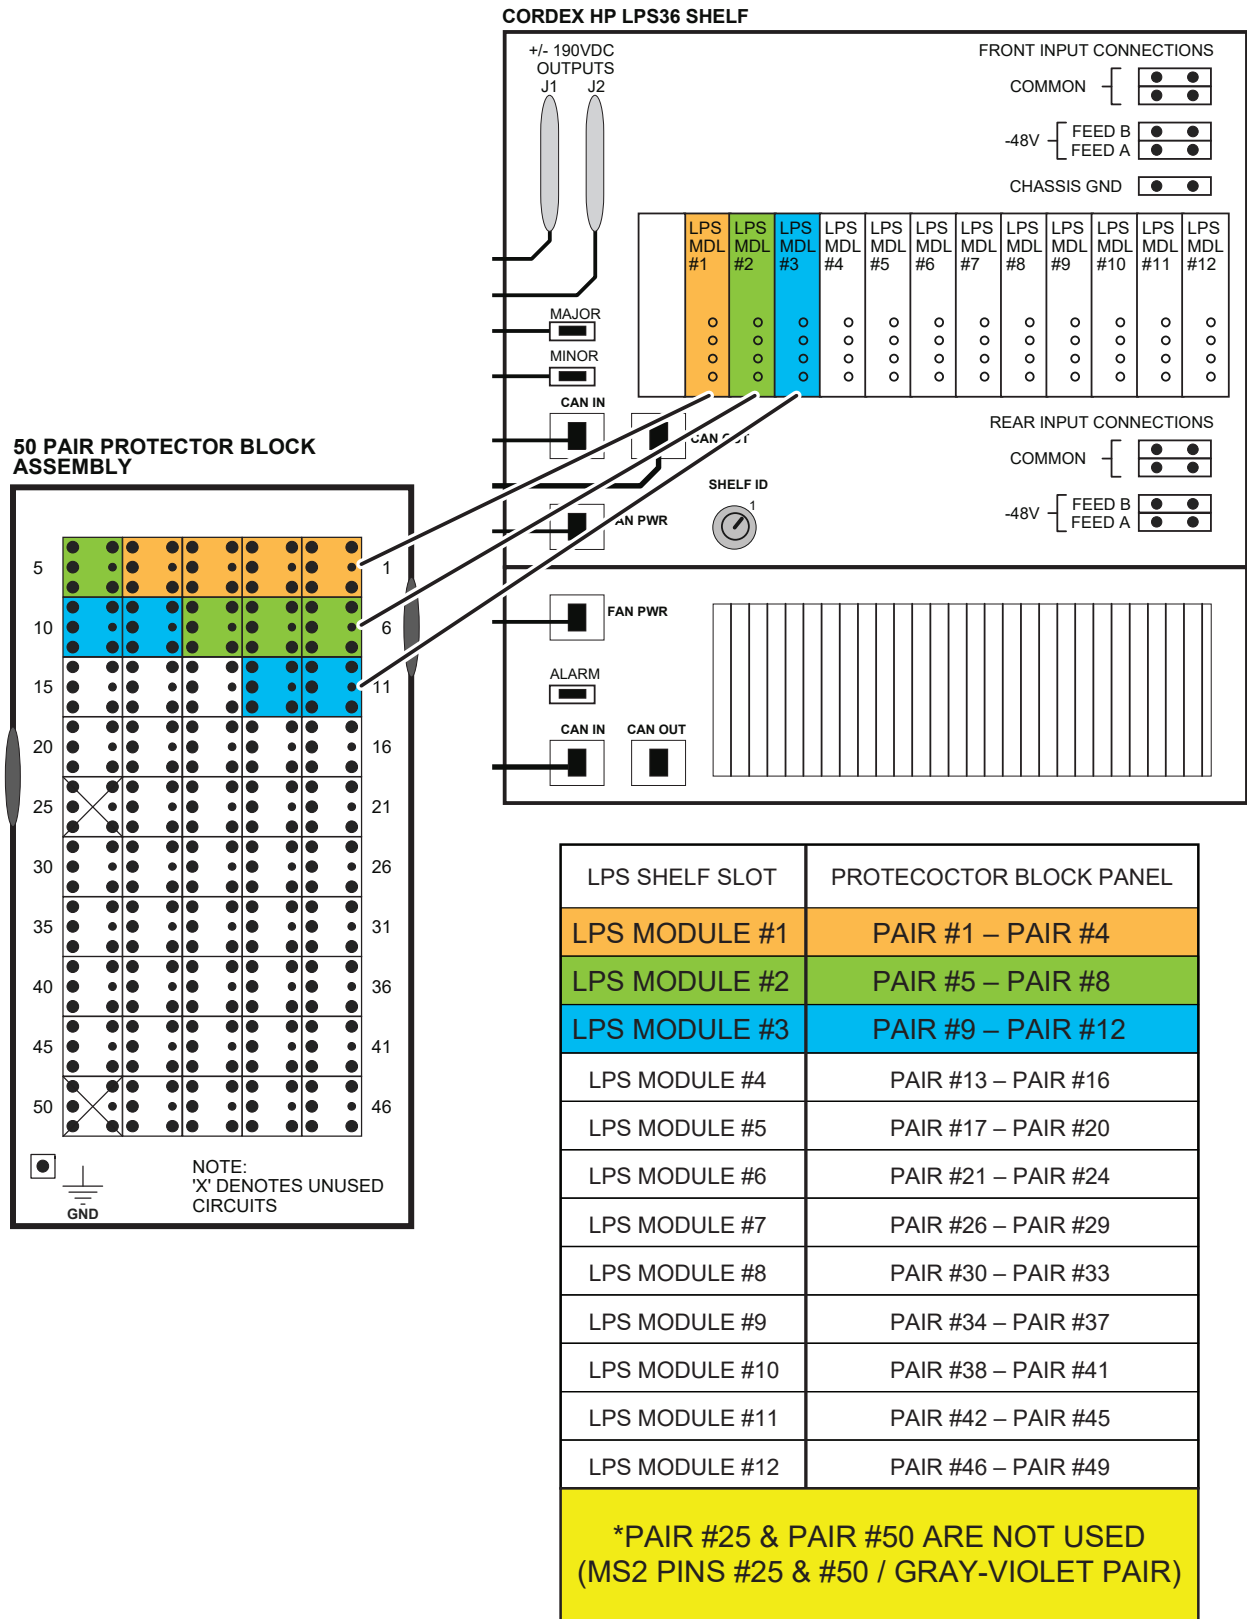 CORDEX HP LPS36 SHELF
+/- 190VDC
OUTPUTS
J1 J2
FRONT INPUT CONNECTIONS
COMMON
-48V
FEED B
FEED A
CHASSIS GND
LPS MDL #1
LPS MDL #2
LPS MDL #3
LPS MDL #4
LPS MDL #5
LPS MDL #6
LPS MDL #7
LPS MDL #8
LPS MDL #9
LPS MDL #10
LPS MDL #11
LPS MDL #12
MAJOR
MINOR
CAN IN
CAN OUT
FAN PWR
SHELF ID
1
REAR INPUT CONNECTIONS
COMMON
-48V
FEED B
FEED A
FAN PWR
ALARM
CAN IN CAN OUT
50 PAIR PROTECTOR BLOCK
ASSEMBLY
5 1
10 6
15 11
20 16
25 21
30 26
35 31
40 36
45 41
50 46
GND
NOTE:
'X' DENOTES UNUSED
CIRCUITS
LPS SHELF SLOT PROTECOCTOR BLOCK PANEL
LPS MODULE #1 PAIR #1 – PAIR #4
LPS MODULE #2 PAIR #5 – PAIR #8
LPS MODULE #3 PAIR #9 – PAIR #12
LPS MODULE #4 PAIR #13 – PAIR #16
LPS MODULE #5 PAIR #17 – PAIR #20
LPS MODULE #6 PAIR #21 – PAIR #24
LPS MODULE #7 PAIR #26 – PAIR #29
LPS MODULE #8 PAIR #30 – PAIR #33
LPS MODULE #9 PAIR #34 – PAIR #37
LPS MODULE #10 PAIR #38 – PAIR #41
LPS MODULE #11 PAIR #42 – PAIR #45
LPS MODULE #12 PAIR #46 – PAIR #49
*PAIR #25 & PAIR #50 ARE NOT USED
(MS2 PINS #25 & #50 / GRAY-VIOLET PAIR)